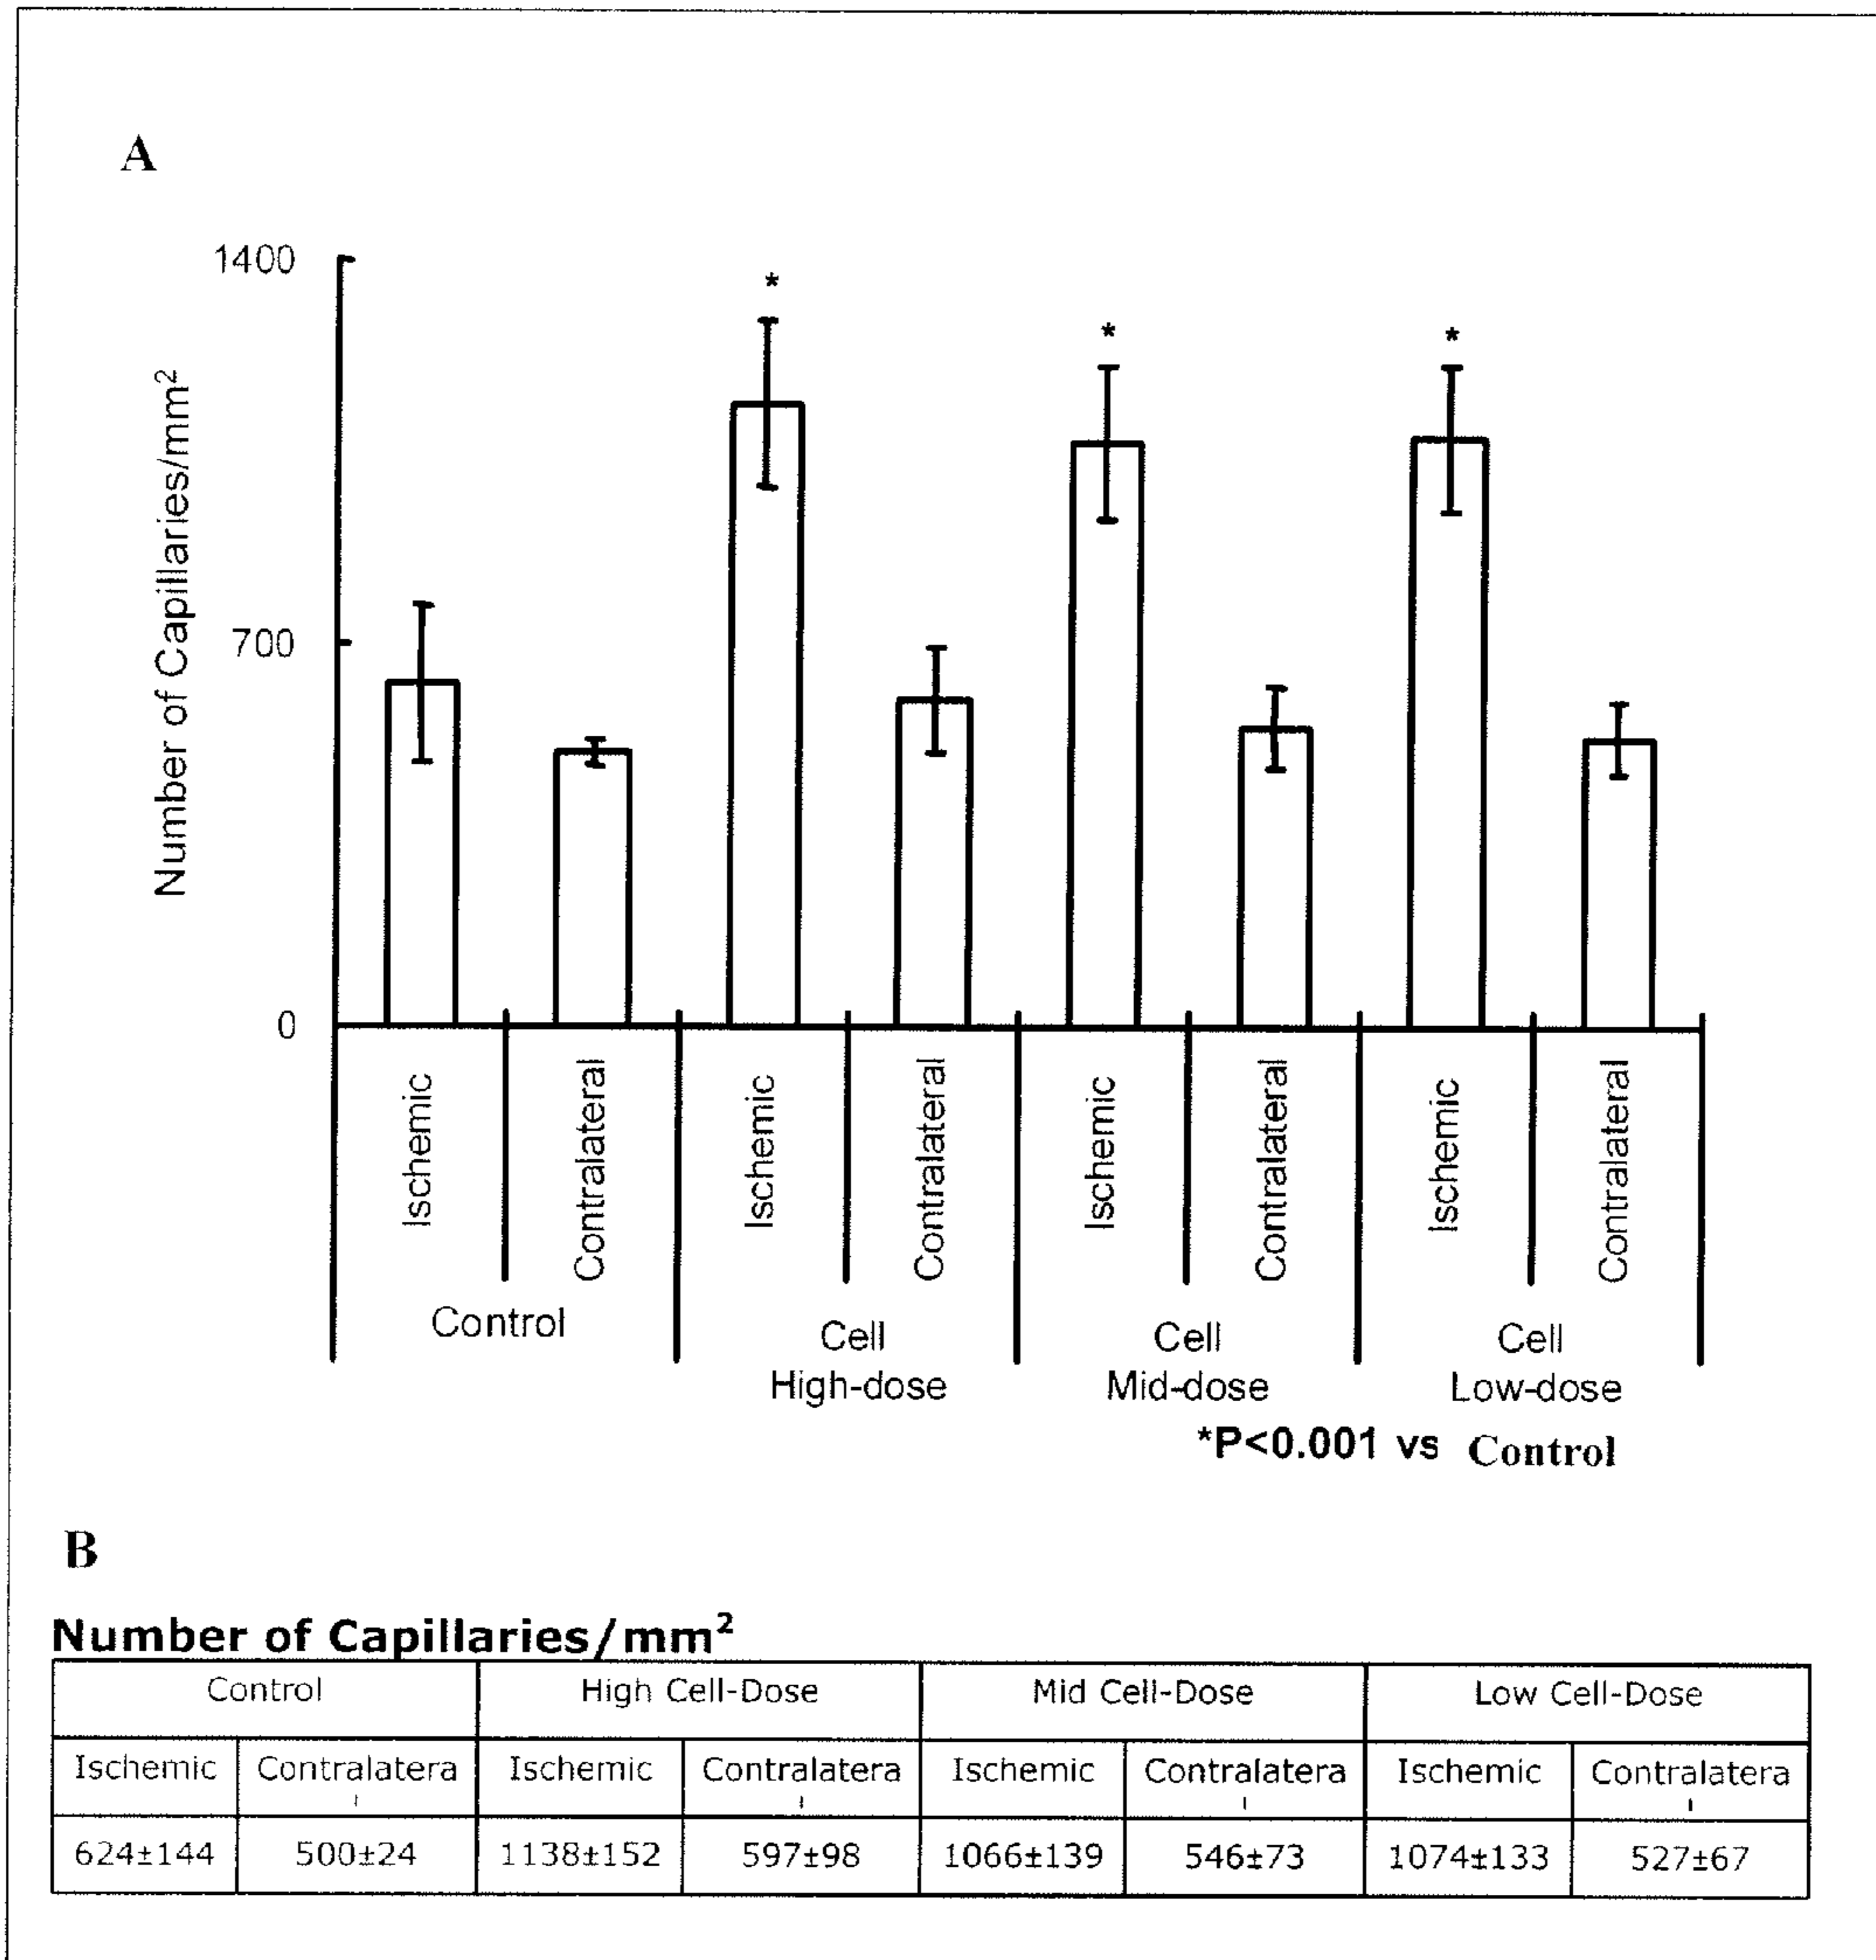 A
1400
700
0
Number of Capillaries/mm²
*
*
*
Ischemic
Contralateral
Ischemic
Contralateral
Ischemic
Contralateral
Ischemic
Contralateral
Control
Cell
High-dose
Cell
Mid-dose
Cell
Low-dose
*P<0.001 vs Control
B
Number of Capillaries/mm²
Control High Cell-Dose Mid Cell-Dose Low Cell-Dose
Ischemic Contralatera Ischemic Contralatera Ischemic Contralatera Ischemic Contralatera
l l l l
624±144 500±24 1138±152 597±98 1066±139 546±73 1074±133 527±67